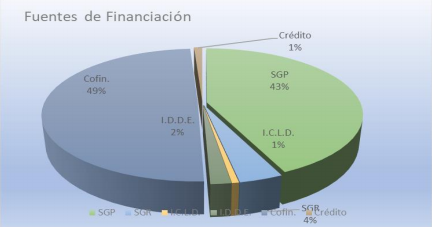 Fuentes de Financiación
Crédito
1%
SGP
43%
Cofin.
49%
I.D.D.E.
2%
I.C.L.D.
1%
SGR
4%
SGP SGR I.C.L.D. I.D.D.E. Cofin. Crédito